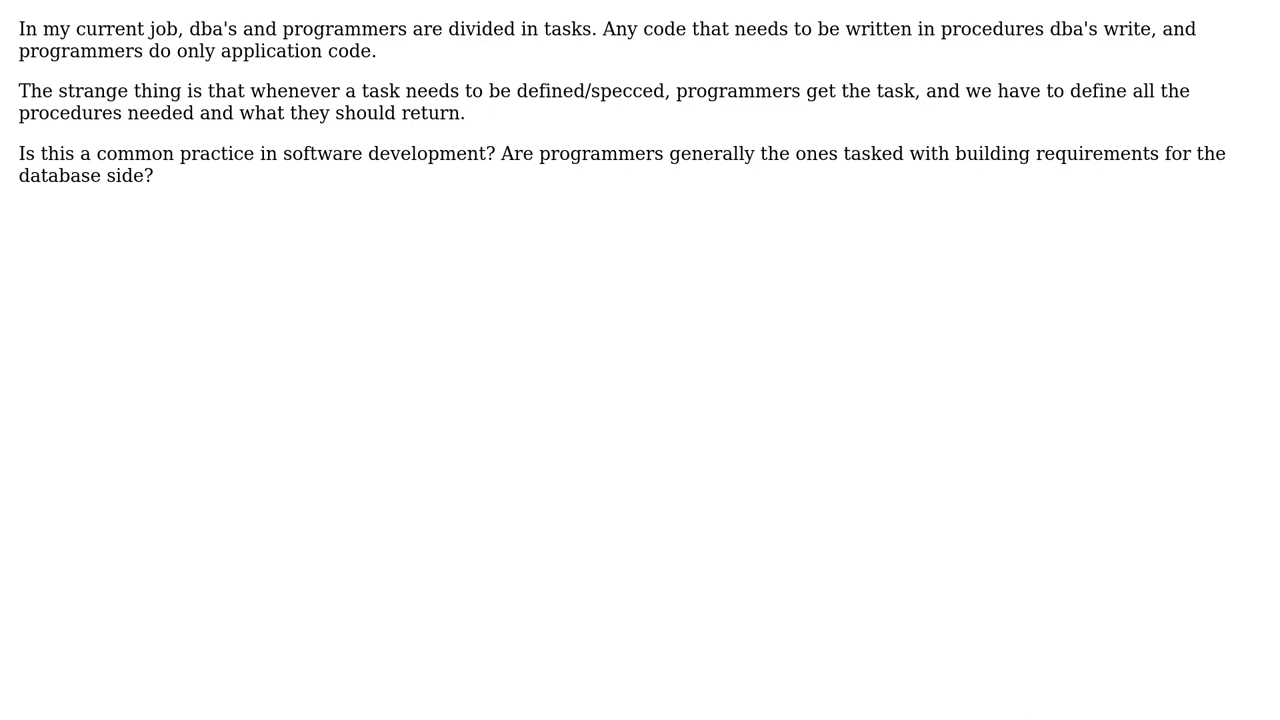 In my current job, dba's and programmers are divided in tasks. Any code that needs to be written in procedures dba's write, and
programmers do only application code.
The strange thing is that whenever a task needs to be defined/specced, programmers get the task, and we have to define all the
procedures needed and what they should return.
Is this a common practice in software development? Are programmers generally the ones tasked with building requirements for the
database side?